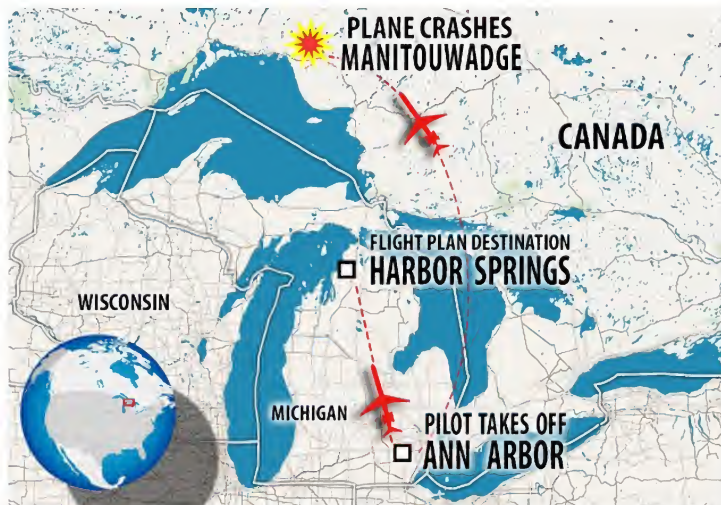 PLANE CRASHES
MANITOUWADGE
CANADA
FLIGHT PLAN DESTINATION
HARBOR SPRINGS
WISCONSIN
MICHIGAN
PILOT TAKES OFF
ANN ARBOR